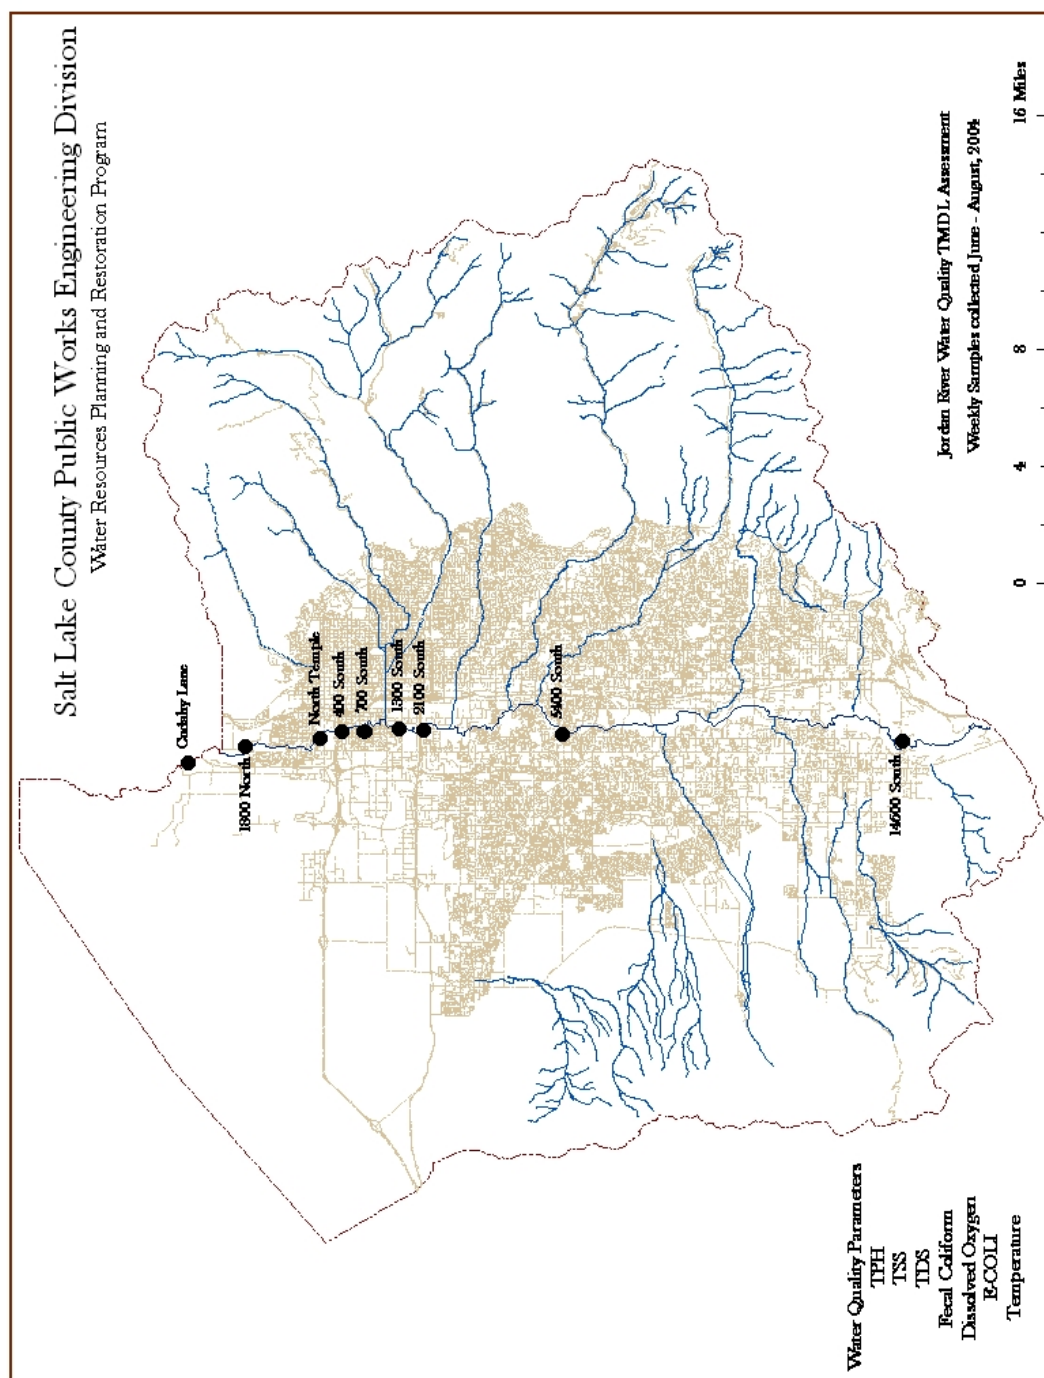 Salt Lake County Public Works Engineering Division
Water Resources Planning and Restoration Program
Cudahy Lane
1800 North
North Temple
400 South
700 South
1300 South
2100 South
5400 South
14600 South
Water Quality Parameters
TPH
TSS
TDS
Fecal Coliform
Dissolved Oxygen
E-COLI
Temperature
Jordan River Water Quality TMDL Assessment
Weekly Samples collected June - August, 2004
0 4 8 16 Miles